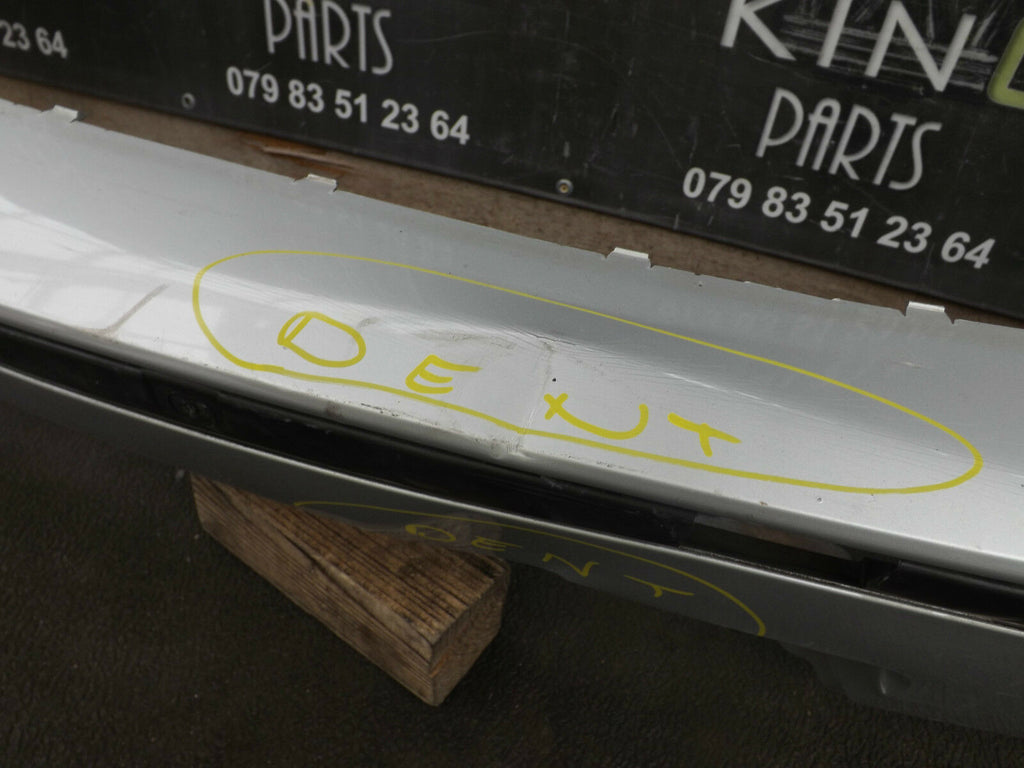 23 64
PARTS
079 83 51 23 64
KIN
PARTS
079 83 51 23 64
DENT
DENT